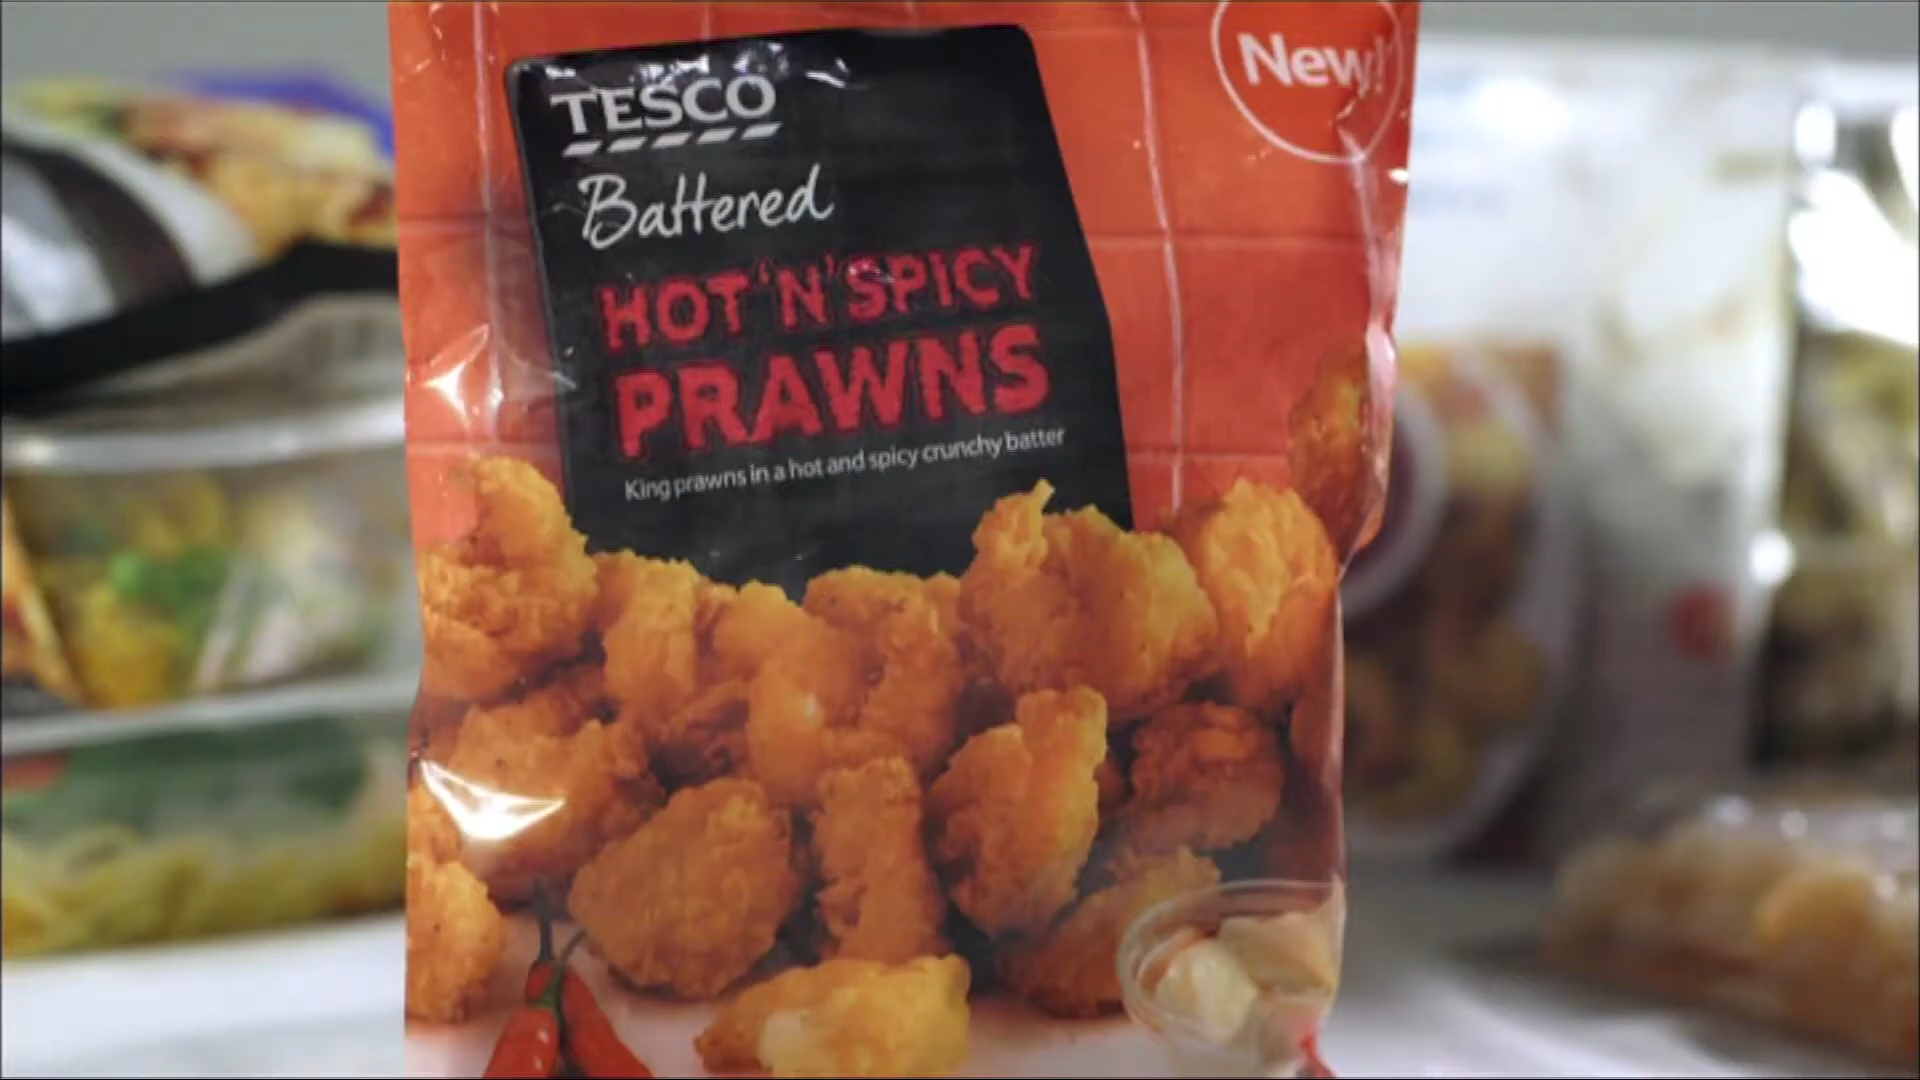 New!
TESCO
Battered
HOT 'N' SPICY
PRAWNS
King prawns in a hot and spicy crunchy batter